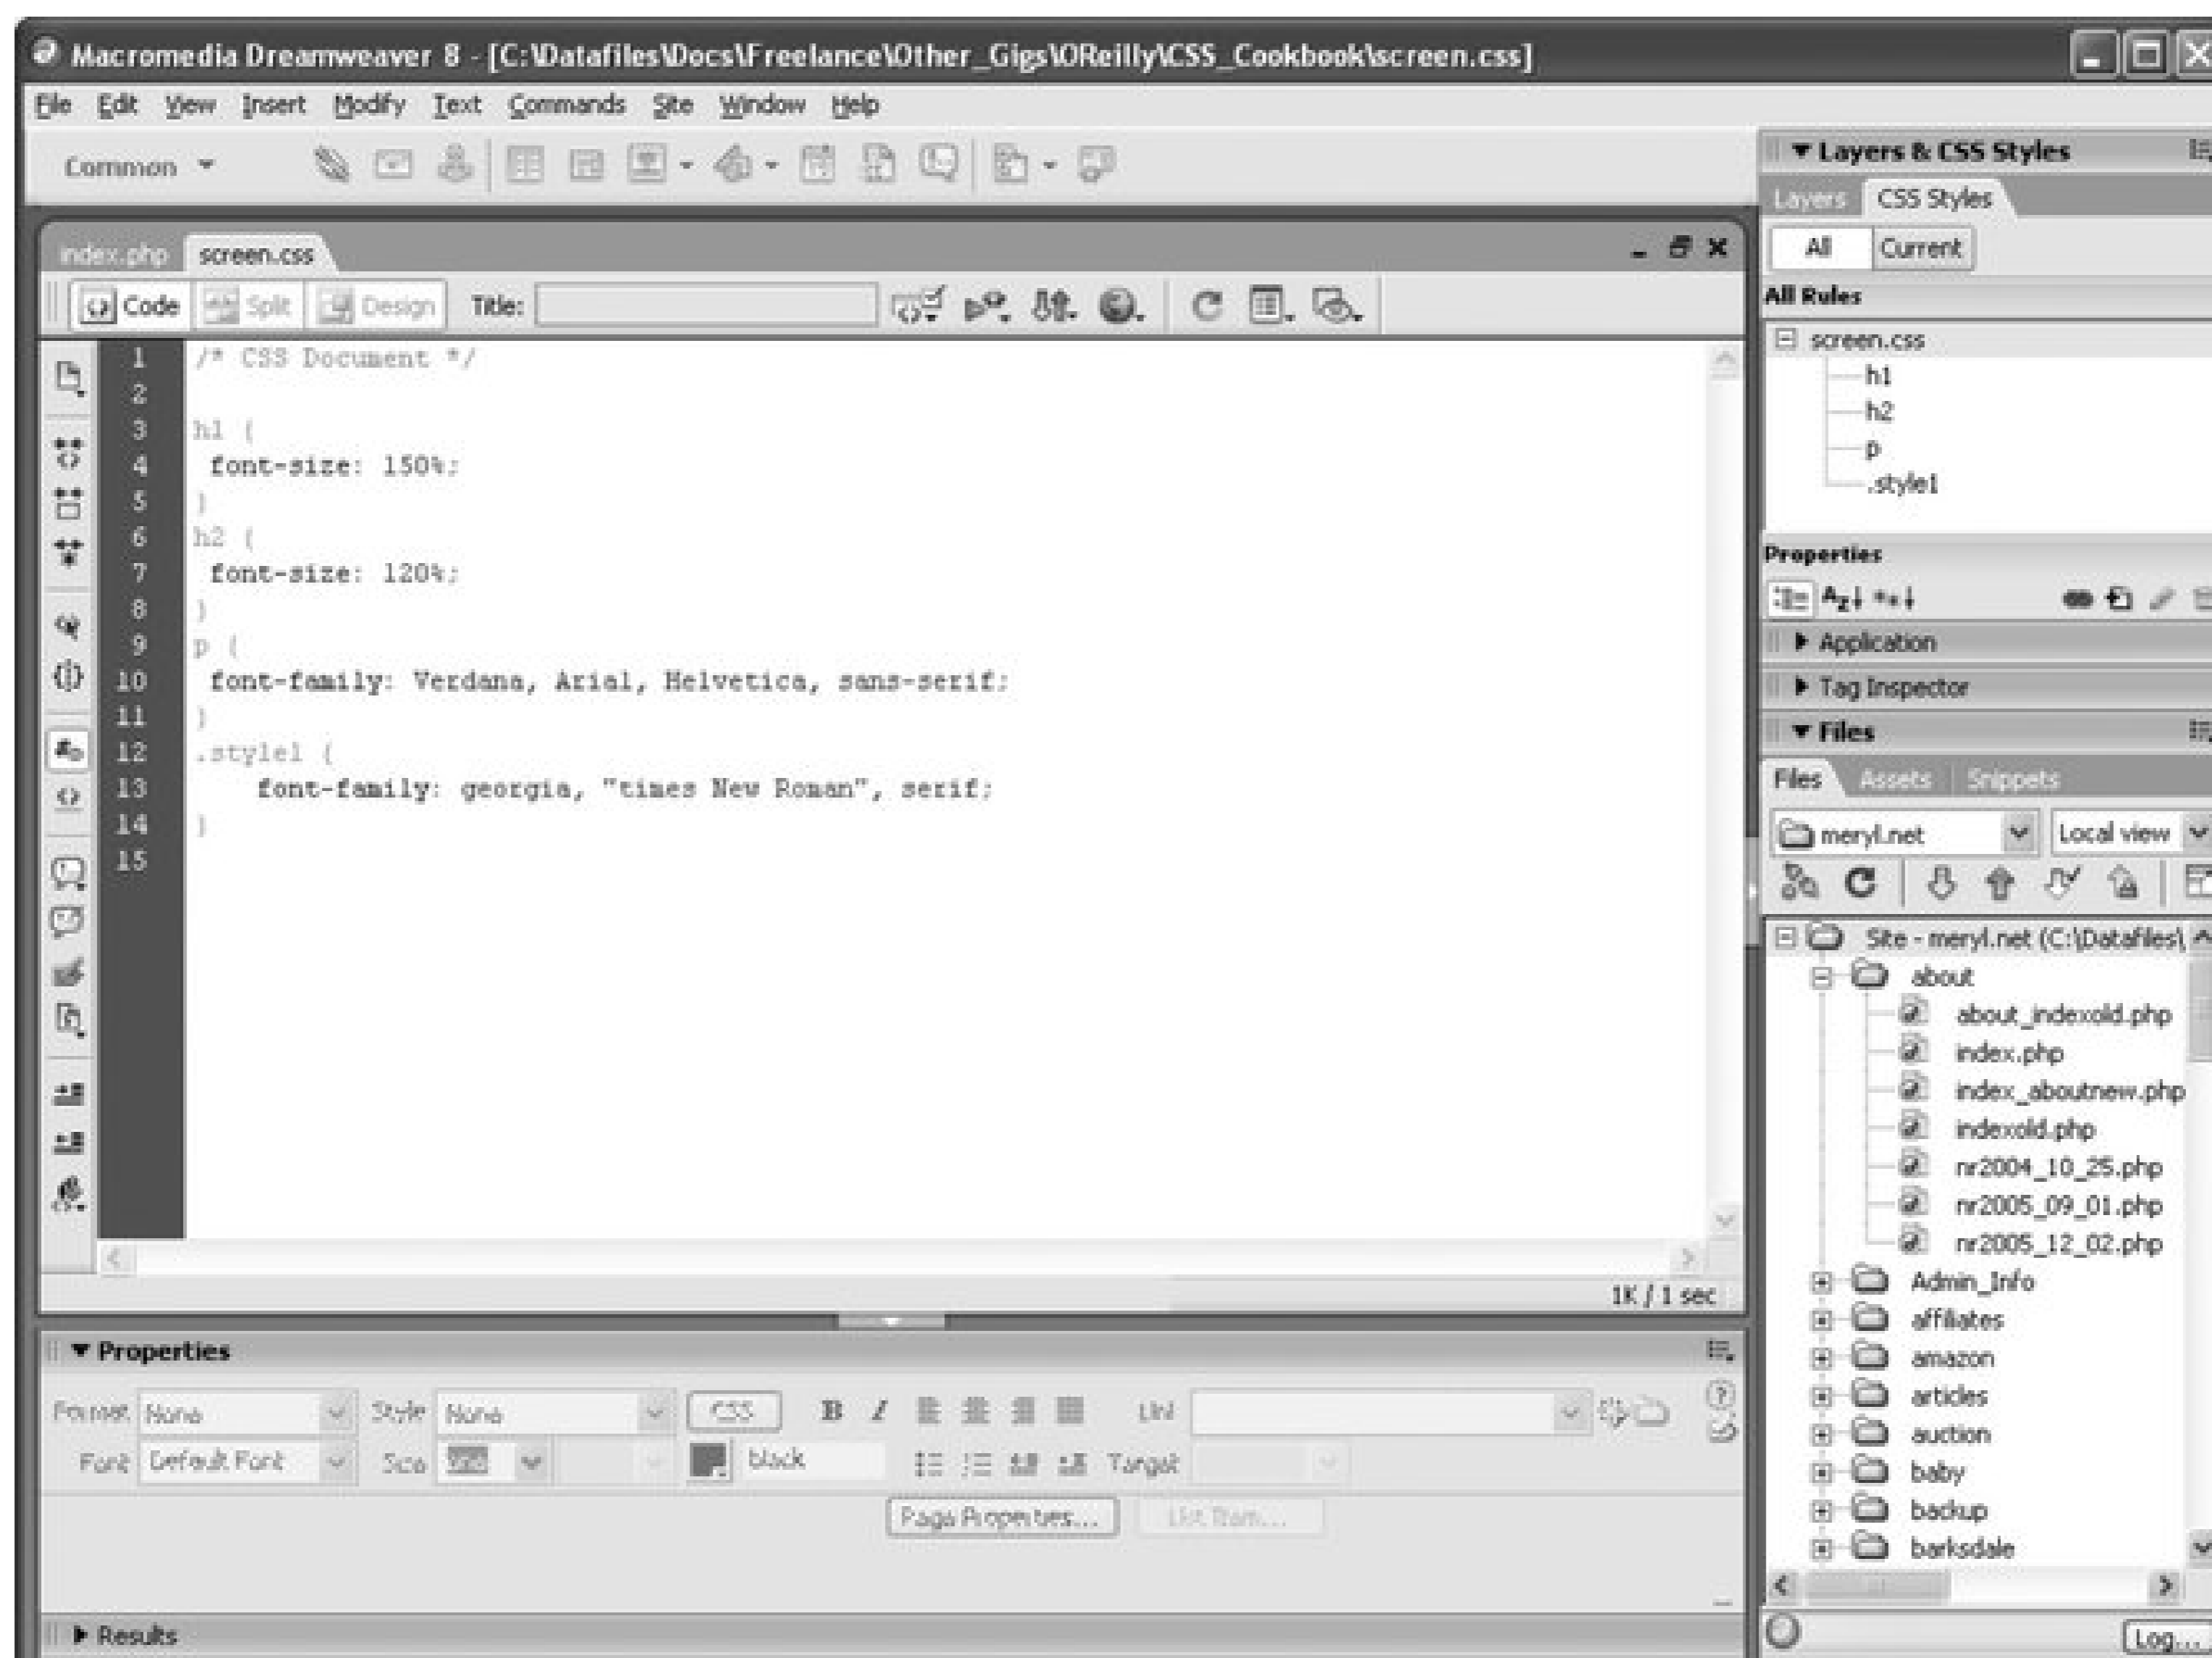 Macromedia Dreamweaver 8 - [C:\Datafiles\Docs\Freelance\Other_Gigs\OReilly\CSS_Cookbook\screen.css]
File Edit View Insert Modify Text Commands Site Window Help
Common
index.php screen.css
Code Split Design Title:
1 /* CSS Document */
2
3 h1 {
4 font-size: 150%;
5 }
6 h2 {
7 font-size: 120%;
8 }
9 p {
10 font-family: Verdana, Arial, Helvetica, sans-serif;
11 }
12 .style1 {
13 font-family: georgia, "times New Roman", serif;
14 }
15
1K / 1 sec
Properties
Format None Style None CSS B I Link
Font Default Font Size black Target
Page Properties... List Item...
Results
Layers & CSS Styles
Layers CSS Styles
All Current
All Rules
screen.css
h1
h2
p
.style1
Properties
Application
Tag Inspector
Files
Files Assets Snippets
meryl.net Local view
Site - meryl.net (C:\Datafiles\
about
about_indexold.php
index.php
index_aboutnew.php
indexold.php
nr2004_10_25.php
nr2005_09_01.php
nr2005_12_02.php
Admin_Info
affiliates
amazon
articles
auction
baby
backup
barksdale
Log...